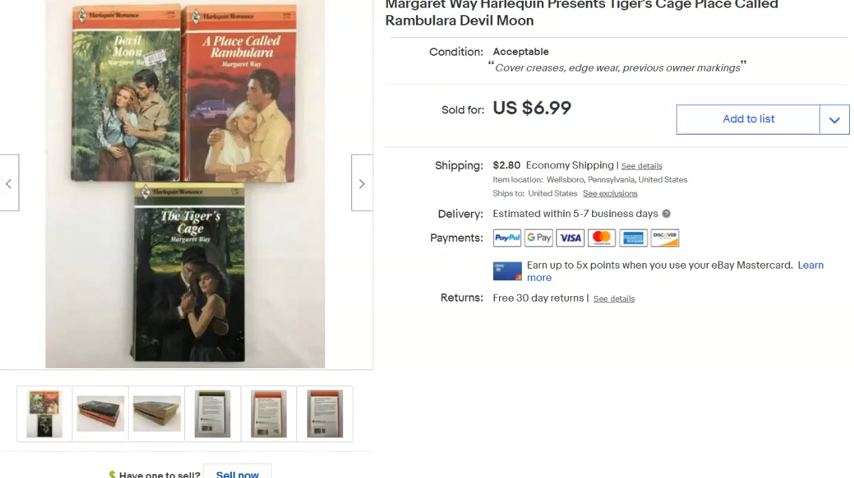 Margaret Way Harlequin Presents Tiger's Cage Place Called
Rambulara Devil Moon
Condition: Acceptable
"Cover creases, edge wear, previous owner markings"
Sold for: US $6.99
Add to list
Shipping: $2.80 Economy Shipping | See details
Item location: Wellsboro, Pennsylvania, United States
Ships to: United States See exclusions
Delivery: Estimated within 5-7 business days
Payments: PayPal G Pay VISA
DISCOVER
Earn up to 5x points when you use your eBay Mastercard. Learn
more
Returns: Free 30 day returns | See details
Harlequin Romance
Devil
Moon
Margaret Way
Harlequin Romance
A Place Called
Rambulara
Margaret Way
Harlequin Romance
The Tiger's
Cage
Margaret Way
Have one to sell? Sell now